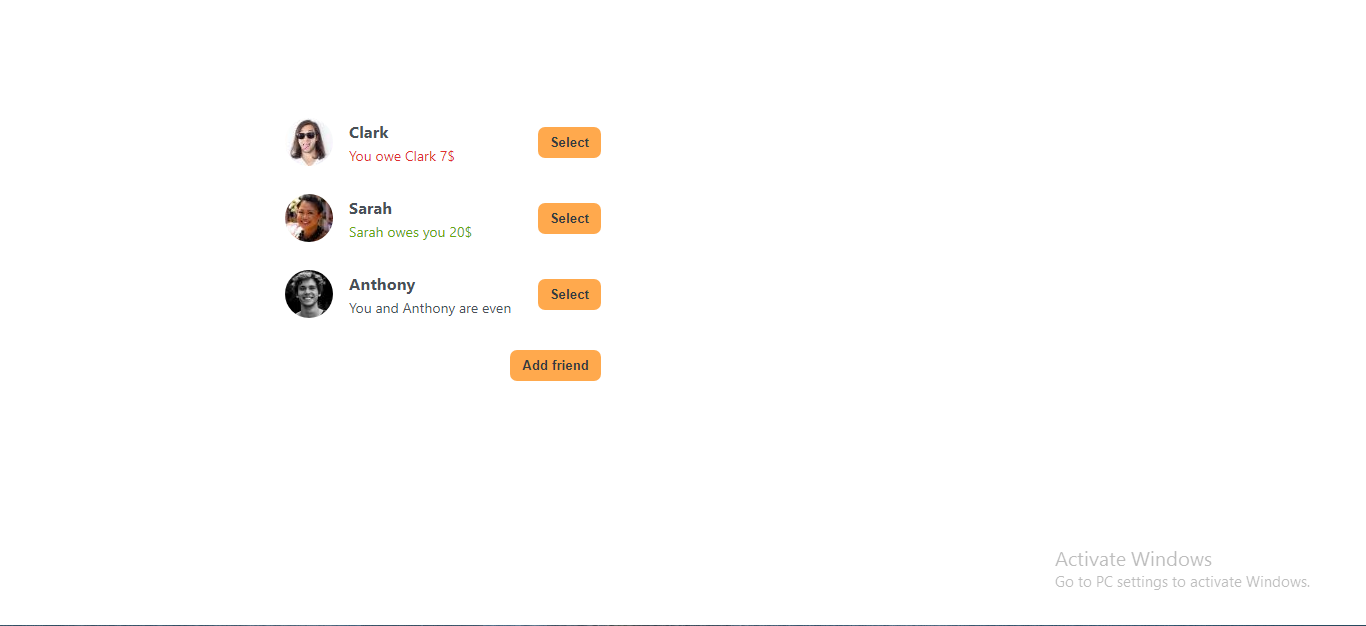 Clark
You owe Clark 7$
Select
Sarah
Sarah owes you 20$
Select
Anthony
You and Anthony are even
Select
Add friend
Activate Windows
Go to PC settings to activate Windows.